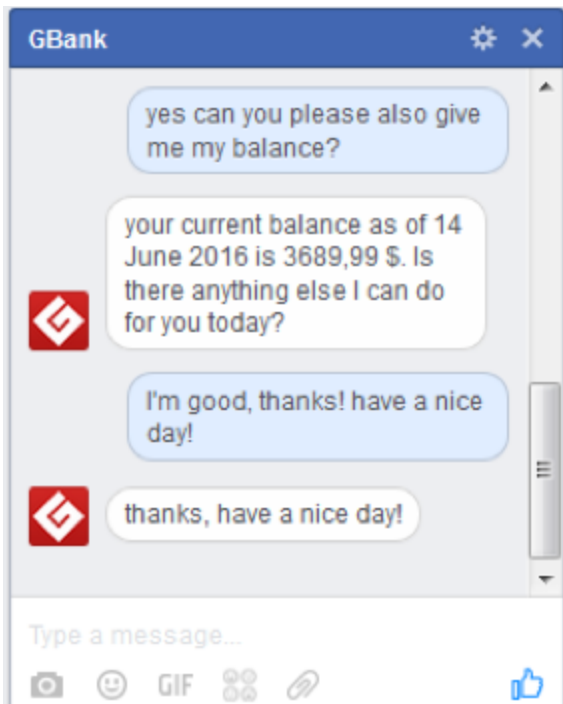 GBank
yes can you please also give
me my balance?
your current balance as of 14
June 2016 is 3689,99 $. Is
there anything else I can do
for you today?
I'm good, thanks! have a nice
day!
thanks, have a nice day!
Type a message...
GIF